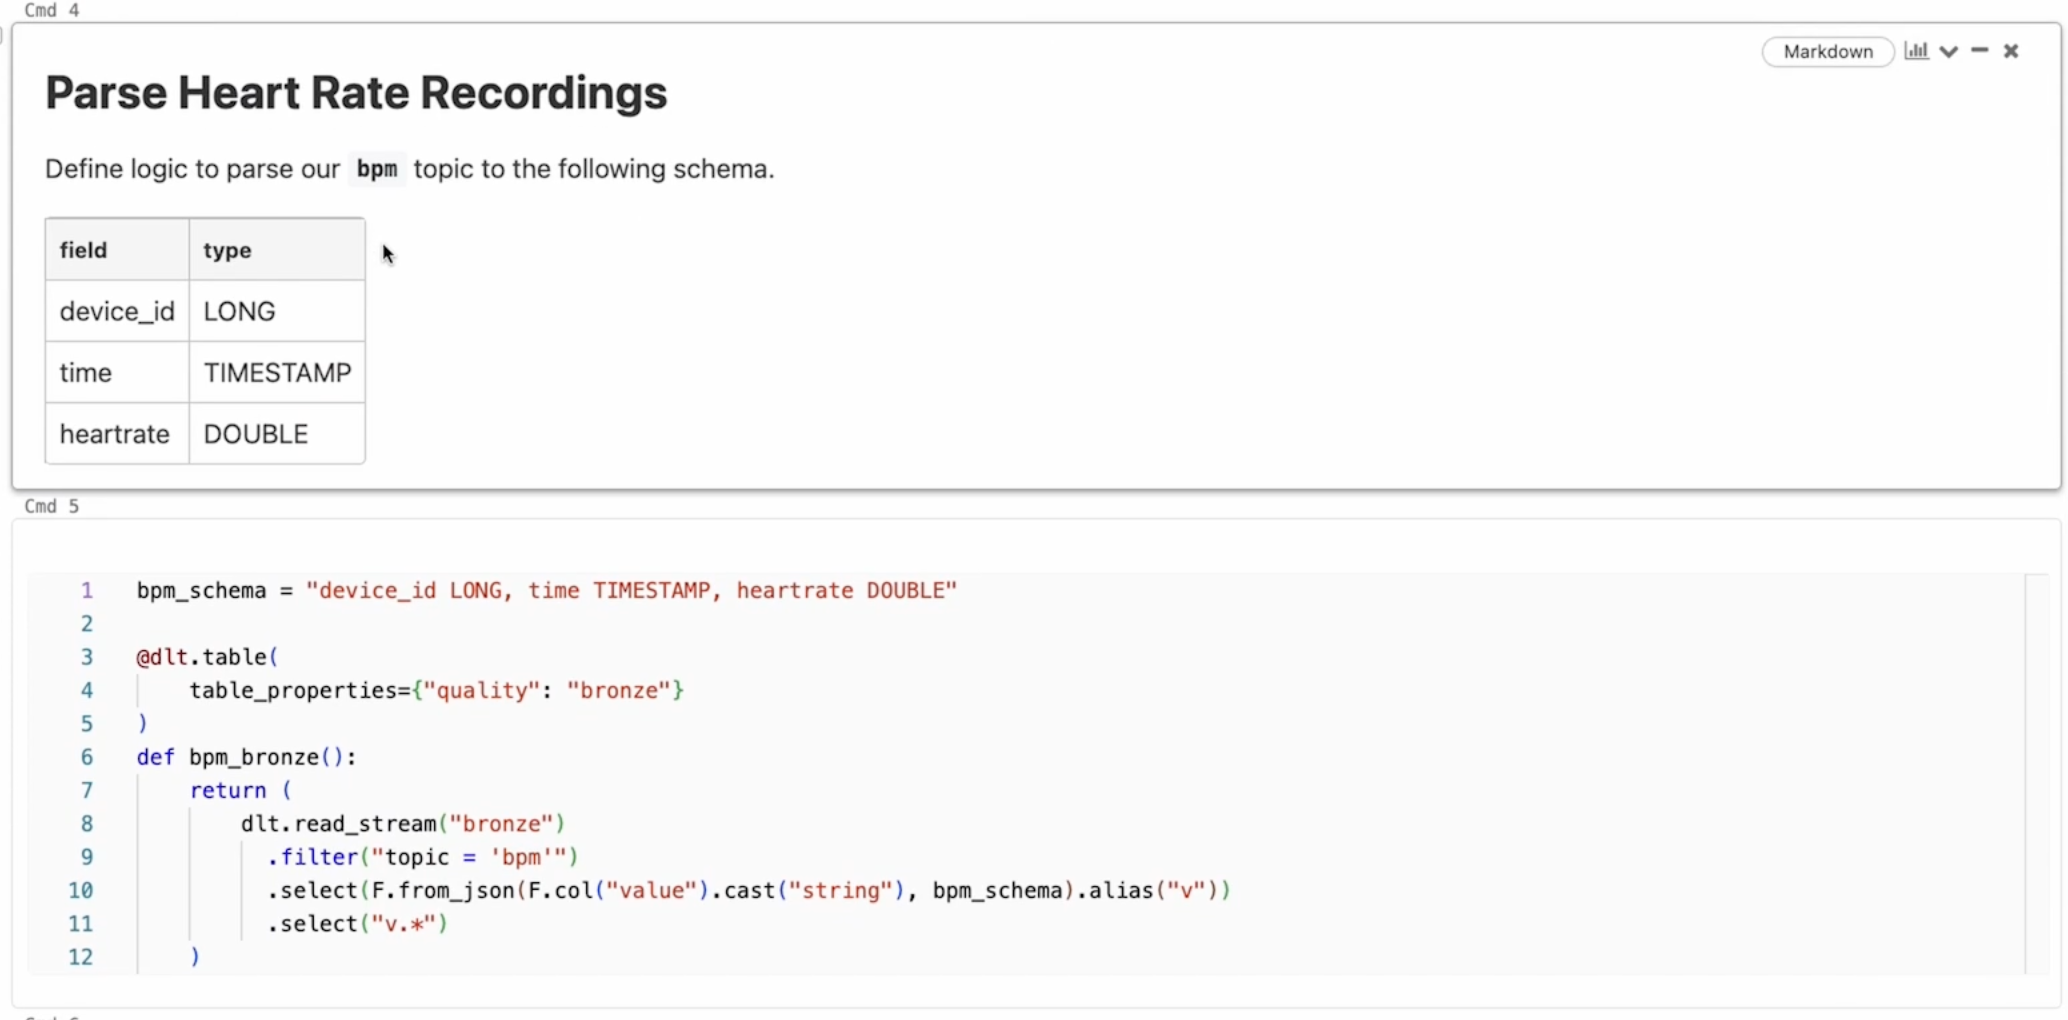 Cmd 4
Markdown
Parse Heart Rate Recordings
Define logic to parse our bpm topic to the following schema.
field type
device_id LONG
time TIMESTAMP
heartrate DOUBLE
Cmd 5
1 bpm_schema = "device_id LONG, time TIMESTAMP, heartrate DOUBLE"
2
3 @dlt.table(
4 table_properties={"quality": "bronze"}
5 )
6 def bpm_bronze():
7 return (
8 dlt.read_stream("bronze")
9 .filter("topic = 'bpm'")
10 .select(F.from_json(F.col("value").cast("string"), bpm_schema).alias("v"))
11 .select("v.*")
12 )